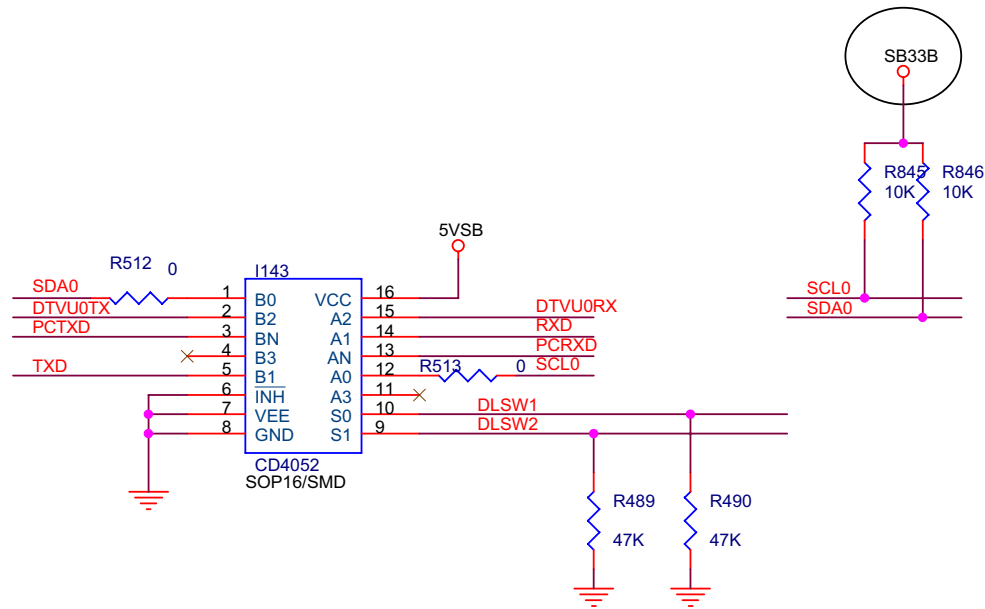 SB33B
R845
10K
R846
10K
5VSB
R512
0
I143
SDA0
1
B0
VCC
16
DTVU0TX
2
B2
A2
15
DTVU0RX
PCTXD
3
BN
A1
14
RXD
4
B3
AN
13
PCRXD
TXD
5
B1
A0
12
R513
0
SCL0
6
INH
A3
11
7
VEE
S0
10
DLSW1
8
GND
S1
9
DLSW2
CD4052
SOP16/SMD
SCL0
SDA0
R489
47K
R490
47K